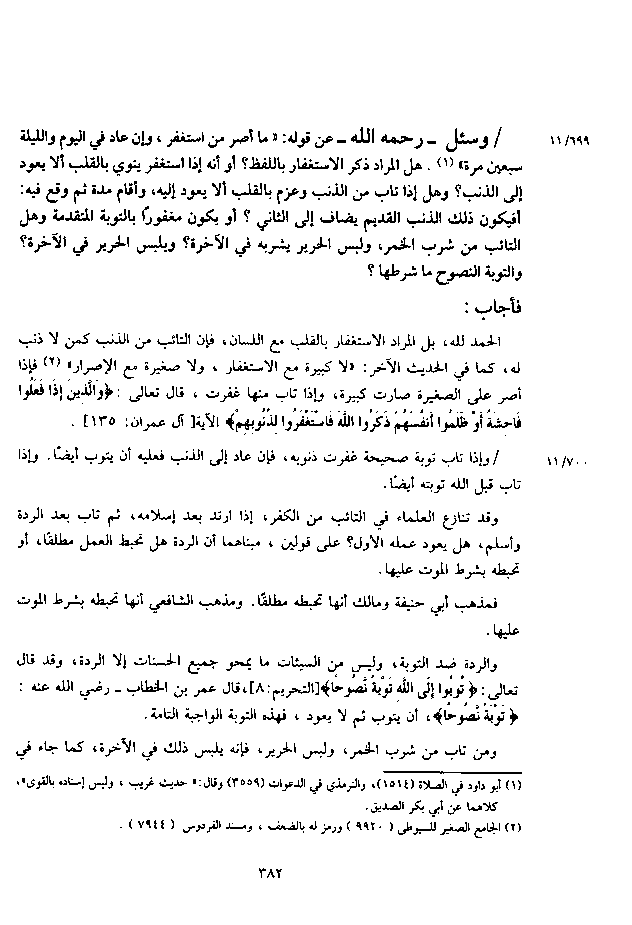 ١١/٦٩٩ / وسئل ـ رحمه الله ـ عن قوله: « ما أصر من استغفر ، وإن عاد في اليوم والليلة
سبعين مرة» (١) . هل المراد ذكر الاستغفار باللفظ؟ أو أنه إذا استغفر ينوي بالقلب ألا يعود
إلى الذنب؟ وهل إذا تاب من الذنب وعزم بالقلب ألا يعود إليه، وأقام مدة ثم وقع فيه:
أفيكون ذلك الذنب القديم يضاف إلى الثاني ؟ أو يكون مغفورًا بالتوبة المتقدمة وهل
التائب من شرب الخمر، ولبس الحرير يشربه في الآخرة؟ ويلبس الحرير في الآخرة؟
والتوبة النصوح ما شرطها ؟
فأجاب :
الحمد لله، بل المراد الاستغفار بالقلب مع اللسان، فإن التائب من الذنب كمن لا ذنب
له، كما في الحديث الآخر: «لا كبيرة مع الاستغفار ، ولا صغيرة مع الإصرار» (٢) فإذا
أصر على الصغيرة صارت كبيرة، وإذا تاب منها غفرت ، قال تعالى :﴿وَالَّذِينَ إِذَا فَعَلُوا
فَاحِشَةً أَوْ ظَلَمُوا أَنفُسَهُمْ ذَكَرُوا اللَّهَ فَاسْتَغْفَرُوا لِذُنُوبِهِمْ﴾ الآية[ آل عمران: ١٣٥] .
١١/٧٠٠ / وإذا تاب توبة صحيحة غفرت ذنوبه، فإن عاد إلى الذنب فعليه أن يتوب أيضًا. وإذا
تاب قبل الله توبته أيضًا.
وقد تنازع العلماء في التائب من الكفر، إذا ارتد بعد إسلامه، ثم تاب بعد الردة
وأسلم، هل يعود عمله الأول؟ على قولين ، مبناهما أن الردة هل تحبط العمل مطلقًا، أو
تحبطه بشرط الموت عليها.
فمذهب أبي حنيفة ومالك أنها تحبطه مطلقًا. ومذهب الشافعي أنها تحبطه بشرط الموت
عليها.
والردة ضد التوبة، وليس من السيئات ما يمحو جميع الحسنات إلا الردة، وقد قال
تعالى :﴿ تُوبُوا إِلَى اللَّهِ تَوْبَةً نَّصُوحًا﴾[التحريم:٨]،قال عمر بن الخطاب ـ رضي الله عنه :
﴿ تَوْبَةً نَّصُوحًا﴾، أن يتوب ثم لا يعود ، فهذه التوبة الواجبة التامة.
ومن تاب من شرب الخمر، ولبس الحرير، فإنه يلبس ذلك في الآخرة، كما جاء في
(١) أبو داود في الصلاة (١٥١٤)، والترمذي في الدعوات (٣٥٥٩) وقال:« حديث غريب ، وليس إسناده بالقوى»،
كلاهما عن أبي بكر الصديق.
(٢) الجامع الصغير للسيوطى ( ٩٩٢٠ ) ورمز له بالضعف ، ومسند الفردوس ( ٧٩٤٤ ) .
٣٨٢